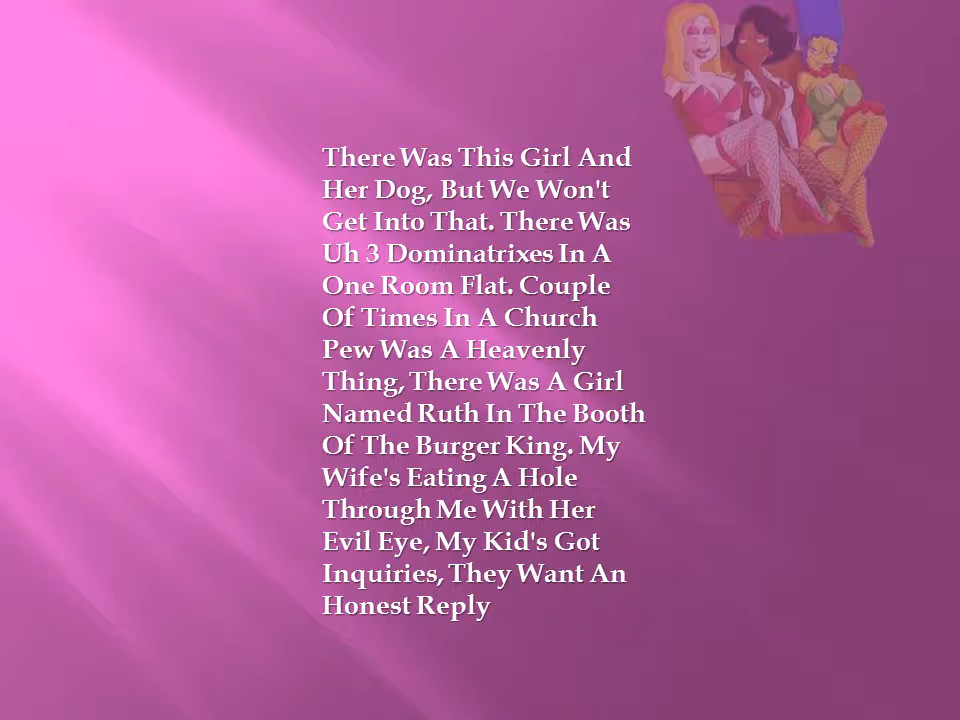 There Was This Girl And
Her Dog, But We Won't
Get Into That. There Was
Uh 3 Dominatrixes In A
One Room Flat. Couple
Of Times In A Church
Pew Was A Heavenly
Thing, There Was A Girl
Named Ruth In The Booth
Of The Burger King. My
Wife's Eating A Hole
Through Me With Her
Evil Eye, My Kid's Got
Inquiries, They Want An
Honest Reply